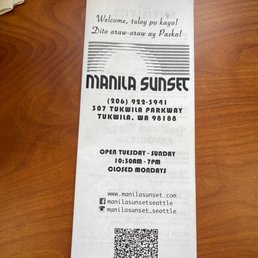 Welcome, tuloy po kayo!
Dito araw-araw ay Pasko!
MANILA SUNSET
(206) 922-3941
307 TUKWILA PARKWAY
TUKWILA, WA 98188
OPEN TUESDAY - SUNDAY
10:30AM - 7PM
CLOSED MONDAYS
www.manilasunset.com
manilasunsetseattle
manilasunset_seattle